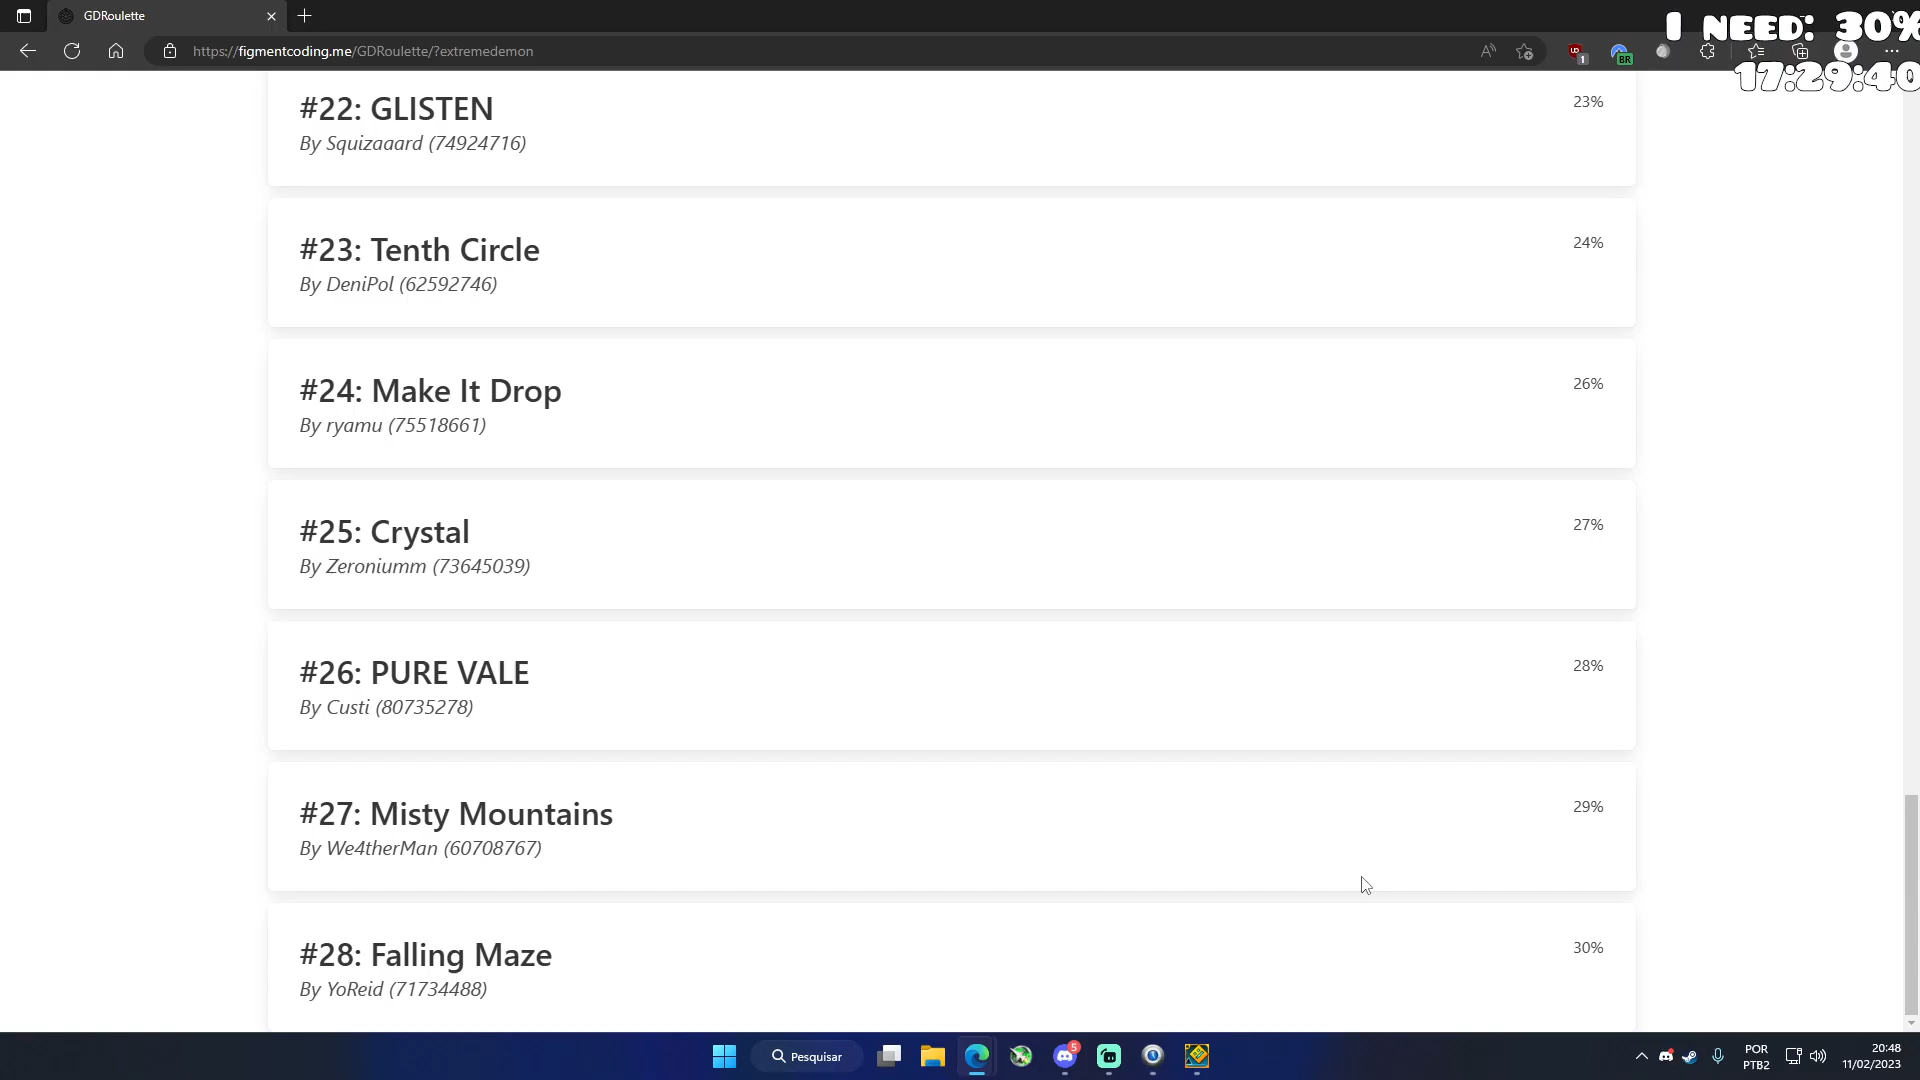 GDRoulette
I NEED: 30%
https://figmentcoding.me/GDRoulette/?extremedemon
1
BR
17:29:40
#22: GLISTEN
23%
By Squizaaard (74924716)
#23: Tenth Circle
24%
By DeniPol (62592746)
#24: Make It Drop
26%
By ryamu (75518661)
#25: Crystal
27%
By Zeroniumm (73645039)
#26: PURE VALE
28%
By Custi (80735278)
#27: Misty Mountains
29%
By We4therMan (60708767)
#28: Falling Maze
30%
By YoReid (71734488)
Pesquisar
5
POR
PTB2
20:48
11/02/2023